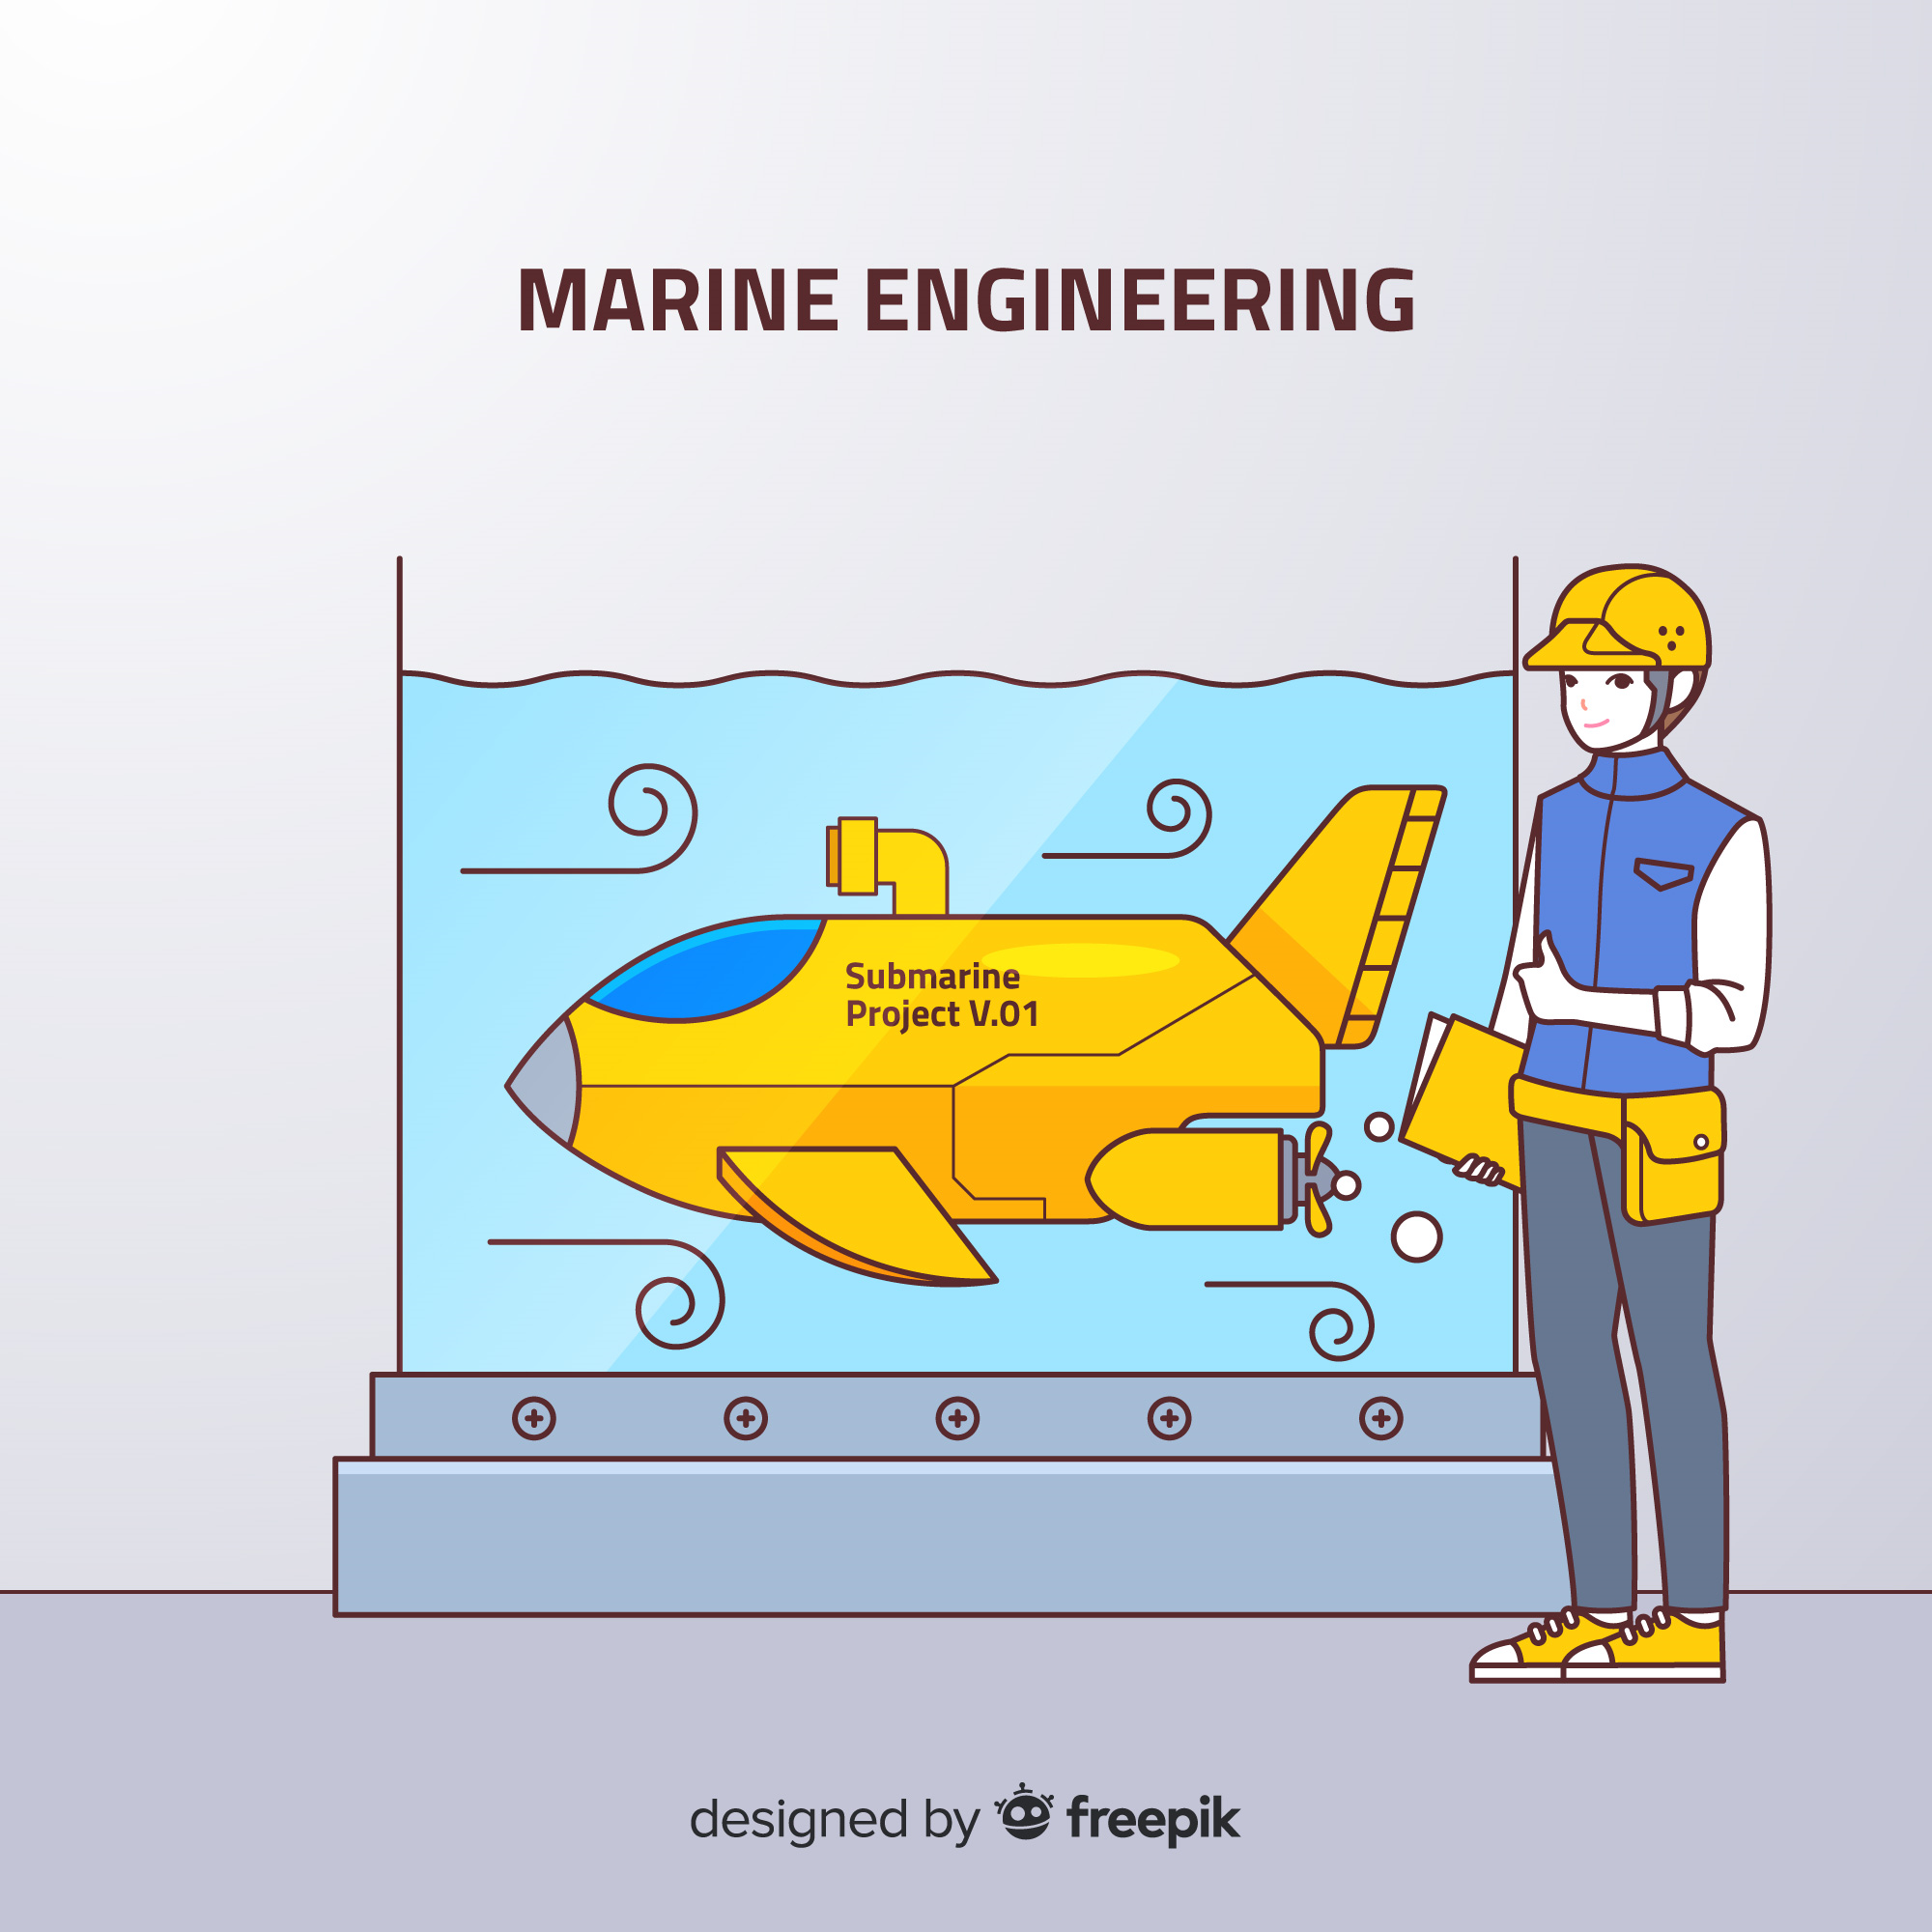 MARINE ENGINEERING
Submarine
Project V.01
designed by freepik